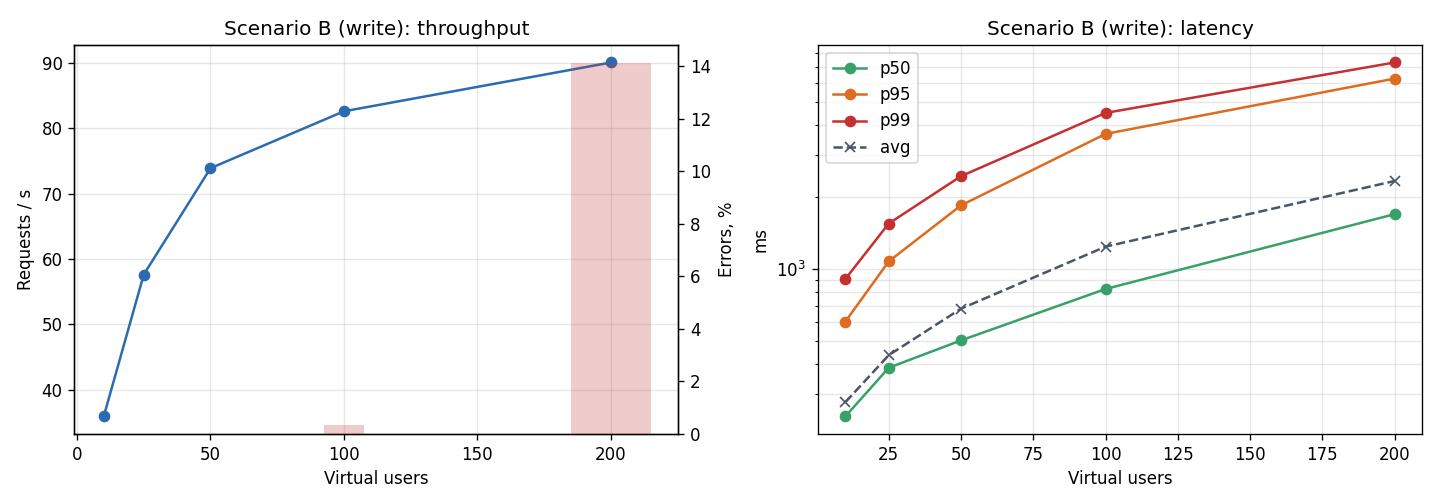 Scenario B (write): throughput
90
80
70
60
50
40
Requests / s
14
12
10
8
6
4
2
0
Errors, %
0
50
100
150
200
Virtual users
Scenario B (write): latency
p50
p95
p99
avg
ms
10³
25
50
75
100
125
150
175
200
Virtual users